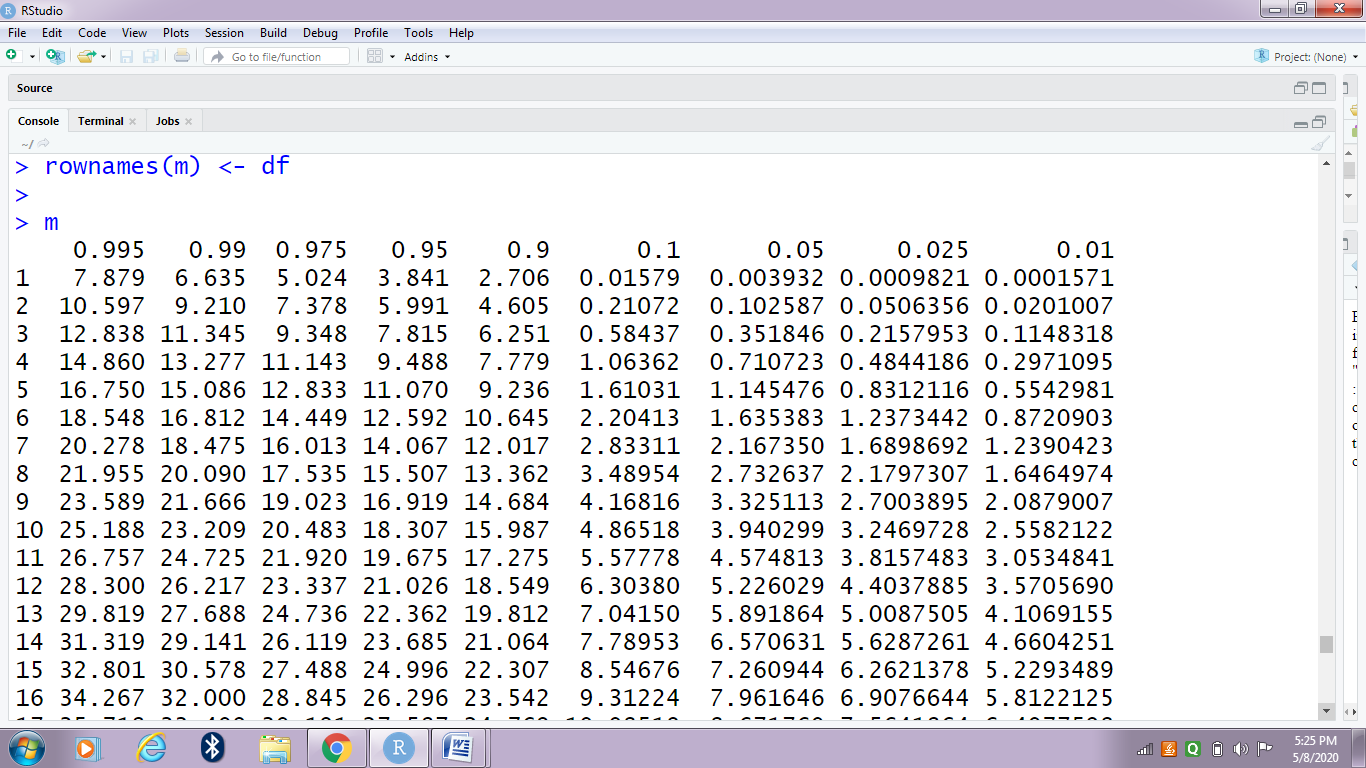 RStudio
File Edit Code View Plots Session Build Debug Profile Tools Help
Go to file/function Addins Project: (None)
Source
Console Terminal Jobs
~/
> rownames(m) <- df
>
> m
0.995 0.99 0.975 0.95 0.9 0.1 0.05 0.025 0.01
1 7.879 6.635 5.024 3.841 2.706 0.01579 0.003932 0.0009821 0.0001571
2 10.597 9.210 7.378 5.991 4.605 0.21072 0.102587 0.0506356 0.0201007
3 12.838 11.345 9.348 7.815 6.251 0.58437 0.351846 0.2157953 0.1148318
4 14.860 13.277 11.143 9.488 7.779 1.06362 0.710723 0.4844186 0.2971095
5 16.750 15.086 12.833 11.070 9.236 1.61031 1.145476 0.8312116 0.5542981
6 18.548 16.812 14.449 12.592 10.645 2.20413 1.635383 1.2373442 0.8720903
7 20.278 18.475 16.013 14.067 12.017 2.83311 2.167350 1.6898692 1.2390423
8 21.955 20.090 17.535 15.507 13.362 3.48954 2.732637 2.1797307 1.6464974
9 23.589 21.666 19.023 16.919 14.684 4.16816 3.325113 2.7003895 2.0879007
10 25.188 23.209 20.483 18.307 15.987 4.86518 3.940299 3.2469728 2.5582122
11 26.757 24.725 21.920 19.675 17.275 5.57778 4.574813 3.8157483 3.0534841
12 28.300 26.217 23.337 21.026 18.549 6.30380 5.226029 4.4037885 3.5705690
13 29.819 27.688 24.736 22.362 19.812 7.04150 5.891864 5.0087505 4.1069155
14 31.319 29.141 26.119 23.685 21.064 7.78953 6.570631 5.6287261 4.6604251
15 32.801 30.578 27.488 24.996 22.307 8.54676 7.260944 6.2621378 5.2293489
16 34.267 32.000 28.845 26.296 23.542 9.31224 7.961646 6.9076644 5.8122125
5:25 PM
5/8/2020